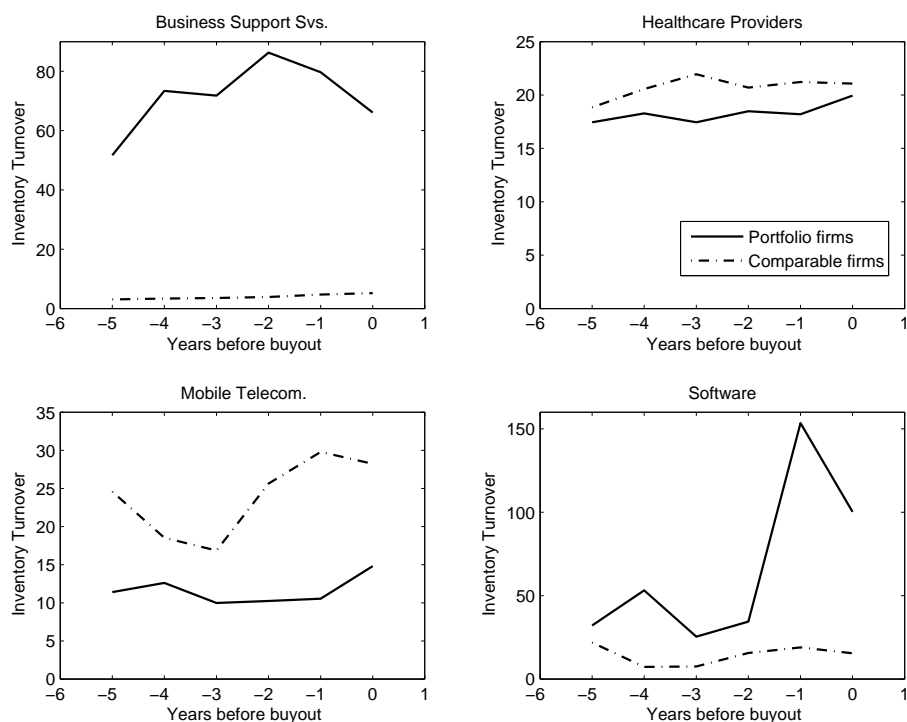 Business Support Svs.
80
60
40
20
0
−6 −5 −4 −3 −2 −1 0 1
Years before buyout
Inventory Turnover
Healthcare Providers
25
20
15
10
5
0
−6 −5 −4 −3 −2 −1 0 1
Years before buyout
Inventory Turnover
Portfolio firms
Comparable firms
Mobile Telecom.
35
30
25
20
15
10
5
0
−6 −5 −4 −3 −2 −1 0 1
Years before buyout
Inventory Turnover
Software
150
100
50
0
−6 −5 −4 −3 −2 −1 0 1
Years before buyout
Inventory Turnover